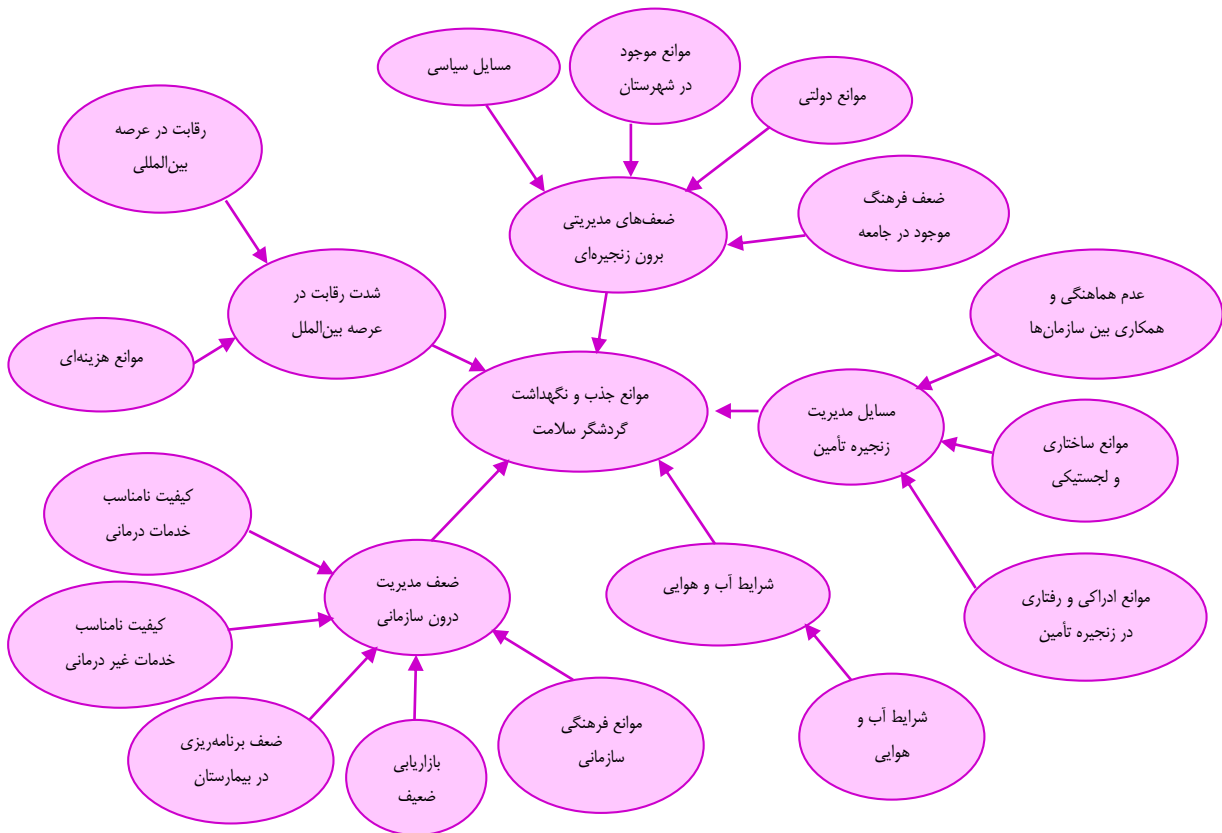 مسایل سیاسی
موانع موجود
در شهرستان
موانع دولتی
رقابت در عرصه
بین‌المللی
ضعف‌های مدیریتی
برون زنجیره‌ای
ضعف فرهنگ
موجود در جامعه
شدت رقابت در
عرصه بین‌الملل
موانع هزینه‌ای
عدم هماهنگی و
همکاری بین سازمان‌ها
موانع جذب و نگهداشت
گردشگر سلامت
مسایل مدیریت
زنجیره تأمین
موانع ساختاری
و لجستیکی
کیفیت نامناسب
خدمات درمانی
ضعف مدیریت
درون سازمانی
شرایط آب و هوایی
موانع ادراکی و رفتاری
در زنجیره تأمین
کیفیت نامناسب
خدمات غیر درمانی
ضعف برنامه‌ریزی
در بیمارستان
بازاریابی
ضعیف
موانع فرهنگی
سازمانی
شرایط آب و
هوایی